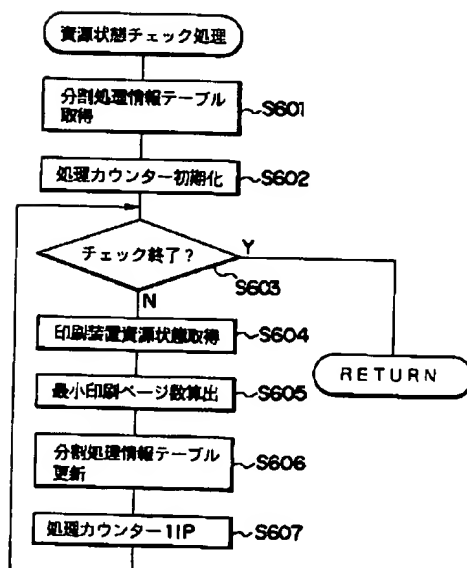 資源状態チェック処理
分割処理情報テーブル
取得
S601
処理カウンター初期化
S602
チェック終了?
Y
S603
N
印刷装置資源状態取得
S604
RETURN
最小印刷ページ数算出
S605
分割処理情報テーブル
更新
S606
処理カウンター1UP
S607